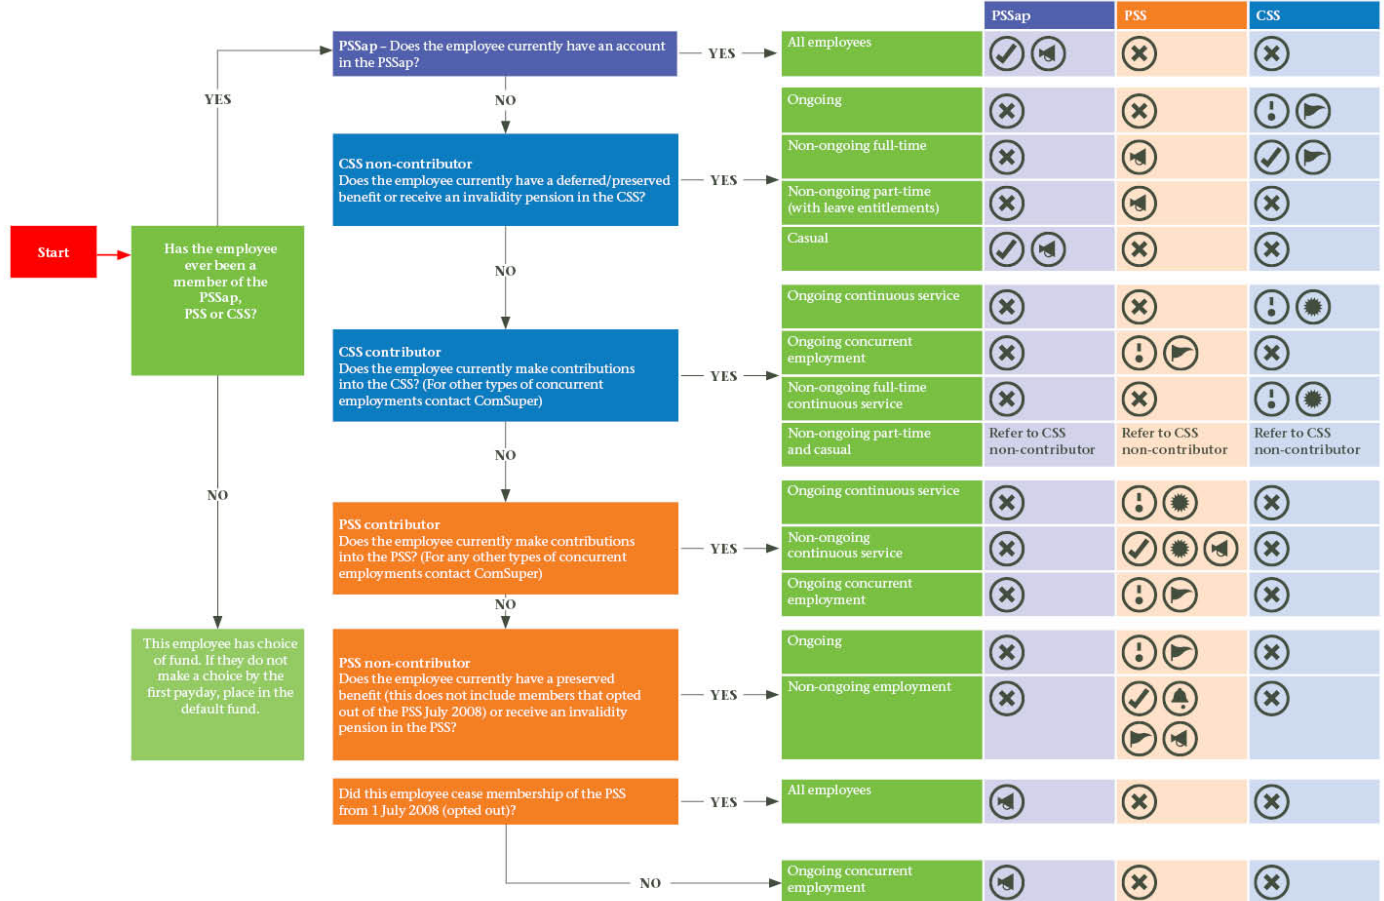 PSSap
PSS
CSS
PSSap – Does the employee currently have an account
in the PSSap?
YES
All employees
YES
NO
Ongoing
CSS non-contributor
Does the employee currently have a deferred/preserved
benefit or receive an invalidity pension in the CSS?
YES
Non-ongoing full-time
Non-ongoing part-time
(with leave entitlements)
Casual
Start
Has the employee
ever been a
member of the
PSSap,
PSS or CSS?
NO
Ongoing continuous service
CSS contributor
Does the employee currently make contributions
into the CSS? (For other types of concurrent
employments contact ComSuper)
YES
Ongoing concurrent
employment
Non-ongoing full-time
continuous service
Non-ongoing part-time
and casual
Refer to CSS
non-contributor
Refer to CSS
non-contributor
Refer to CSS
non-contributor
NO
NO
Ongoing continuous service
PSS contributor
Does the employee currently make contributions
into the PSS? (For any other types of concurrent
employments contact ComSuper)
YES
Non-ongoing
continuous service
Ongoing concurrent
employment
NO
This employee has choice
of fund. If they do not
make a choice by the
first payday, place in the
default fund.
PSS non-contributor
Does the employee currently have a preserved
benefit (this does not include members that opted
out of the PSS July 2008) or receive an invalidity
pension in the PSS?
YES
Ongoing
Non-ongoing employment
Did this employee cease membership of the PSS
from 1 July 2008 (opted out)?
YES
All employees
NO
Ongoing concurrent
employment